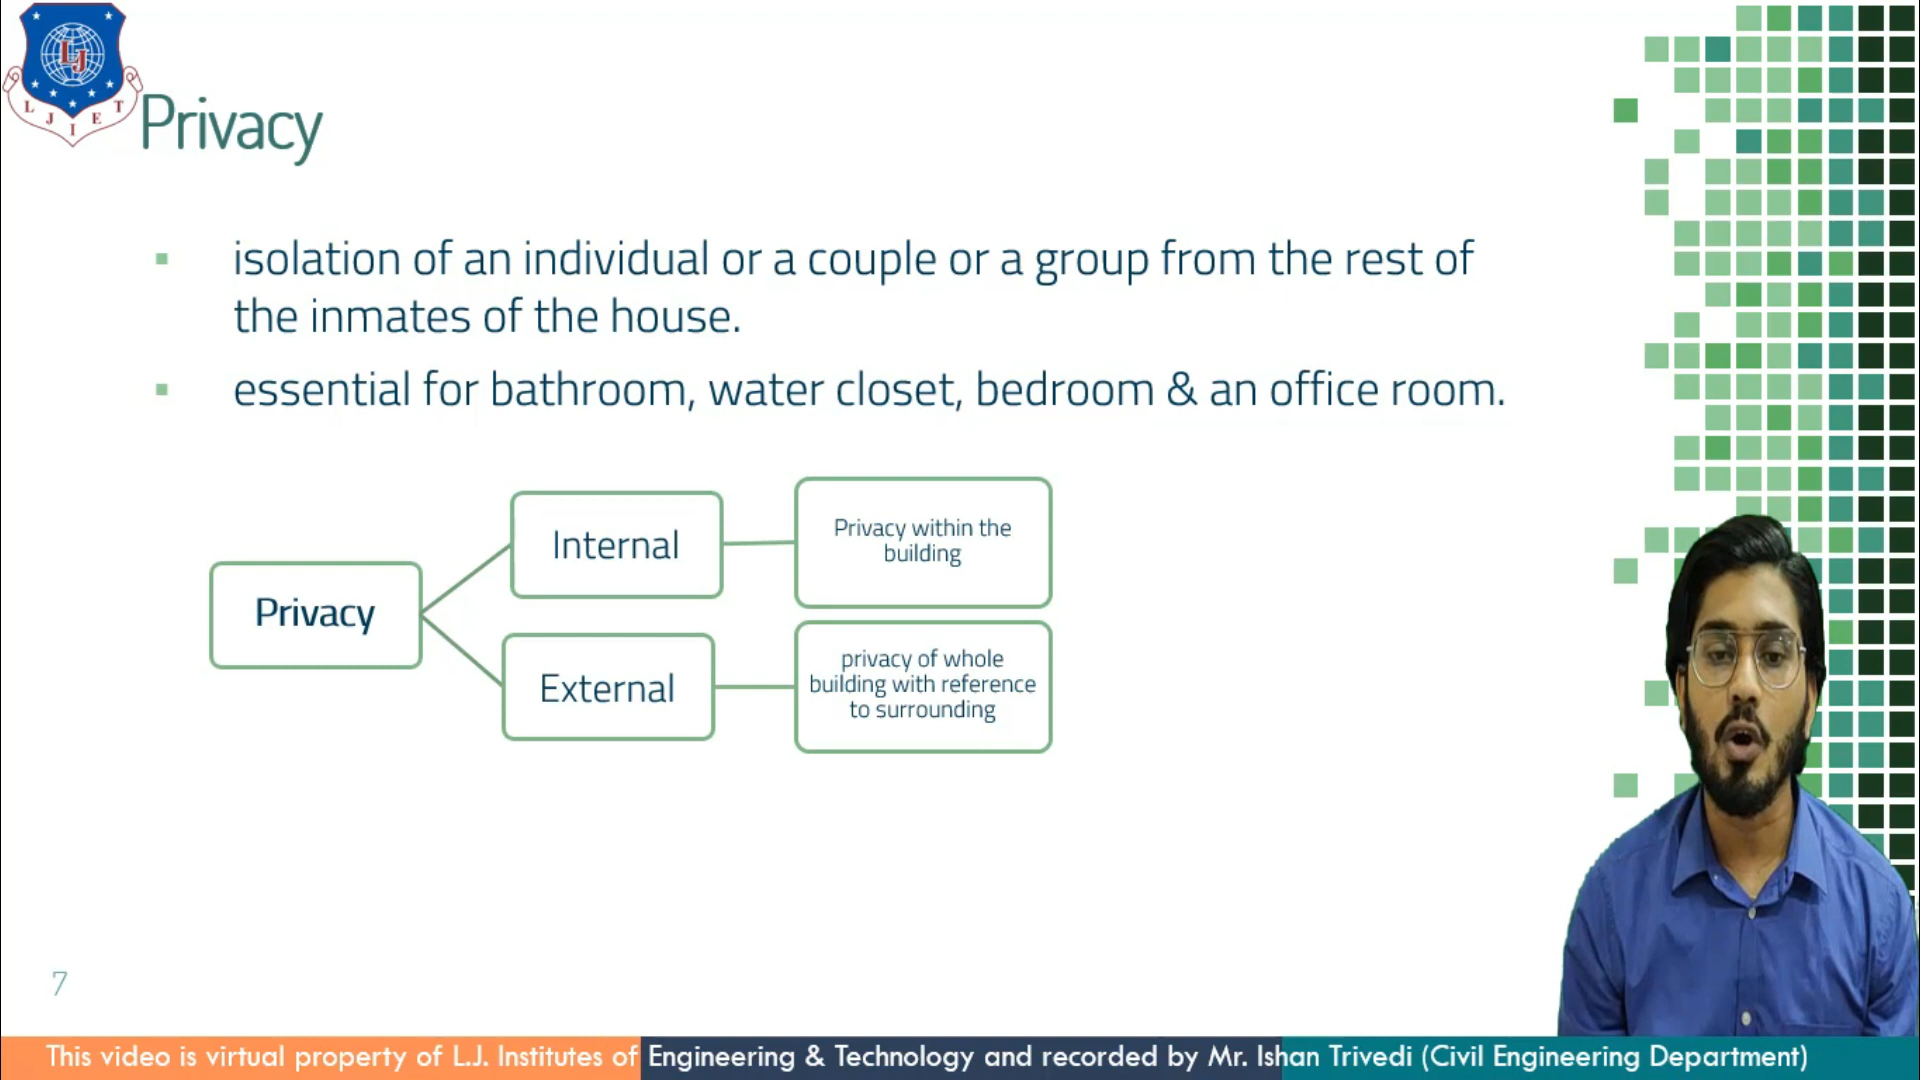 LJ
L J I E T
Privacy
isolation of an individual or a couple or a group from the rest of
the inmates of the house.
essential for bathroom, water closet, bedroom & an office room.
Privacy
Internal
Privacy within the
building
External
privacy of whole
building with reference
to surrounding
7
This video is virtual property of L.J. Institutes of Engineering & Technology and recorded by Mr. Ishan Trivedi (Civil Engineering Department)